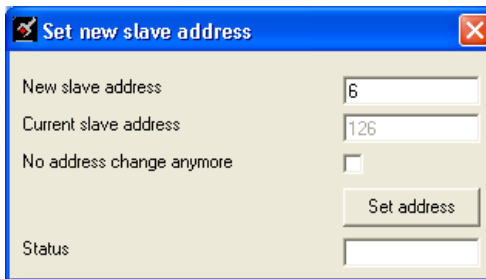 Set new slave address
New slave address 6
Current slave address 126
No address change anymore
Set address
Status